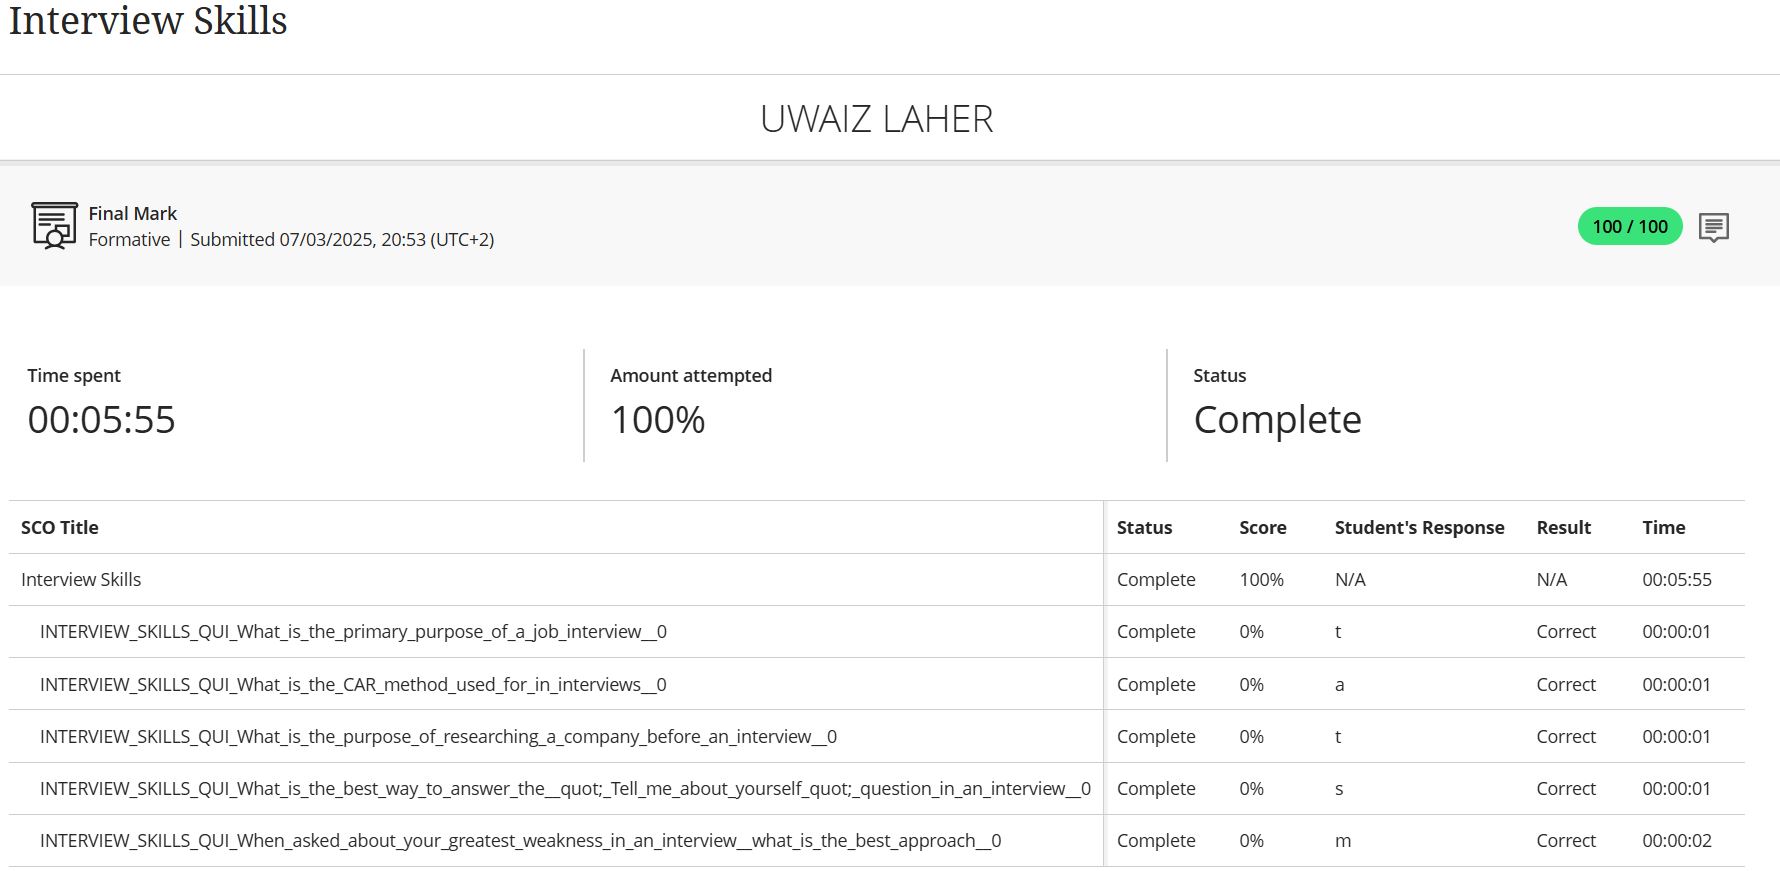 Interview Skills
UWAIZ LAHER
Final Mark
Formative | Submitted 07/03/2025, 20:53 (UTC+2)
100 / 100
Time spent
00:05:55
Amount attempted
100%
Status
Complete
SCO Title Status Score Student's Response Result Time
Interview Skills Complete 100% N/A N/A 00:05:55
INTERVIEW_SKILLS_QUI_What_is_the_primary_purpose_of_a_job_interview__0 Complete 0% t Correct 00:00:01
INTERVIEW_SKILLS_QUI_What_is_the_CAR_method_used_for_in_interviews__0 Complete 0% a Correct 00:00:01
INTERVIEW_SKILLS_QUI_What_is_the_purpose_of_researching_a_company_before_an_interview__0 Complete 0% t Correct 00:00:01
INTERVIEW_SKILLS_QUI_What_is_the_best_way_to_answer_the__quot;_Tell_me_about_yourself_quot;_question_in_an_interview__0 Complete 0% s Correct 00:00:01
INTERVIEW_SKILLS_QUI_When_asked_about_your_greatest_weakness_in_an_interview__what_is_the_best_approach__0 Complete 0% m Correct 00:00:02